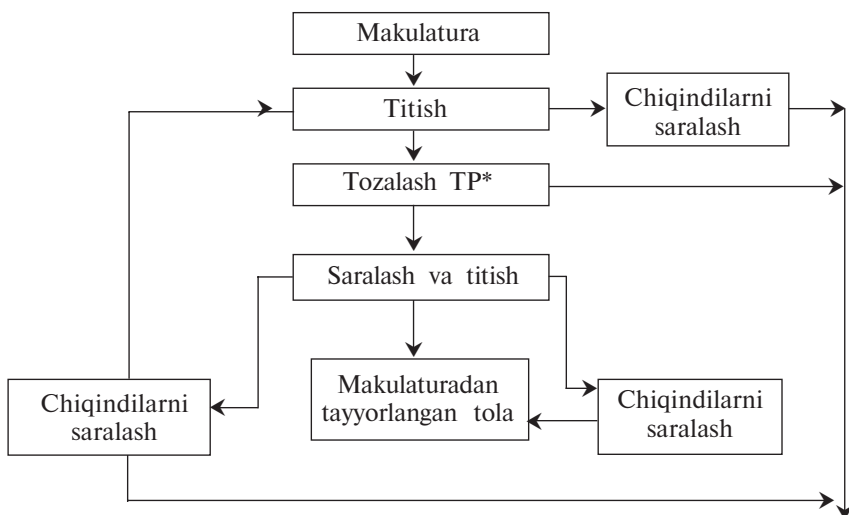 Makulatura
Titish
Chiqindilarni
saralash
Tozalash TP*
Saralash va titish
Makulaturadan
tayyorlangan tola
Chiqindilarni
saralash
Chiqindilarni
saralash